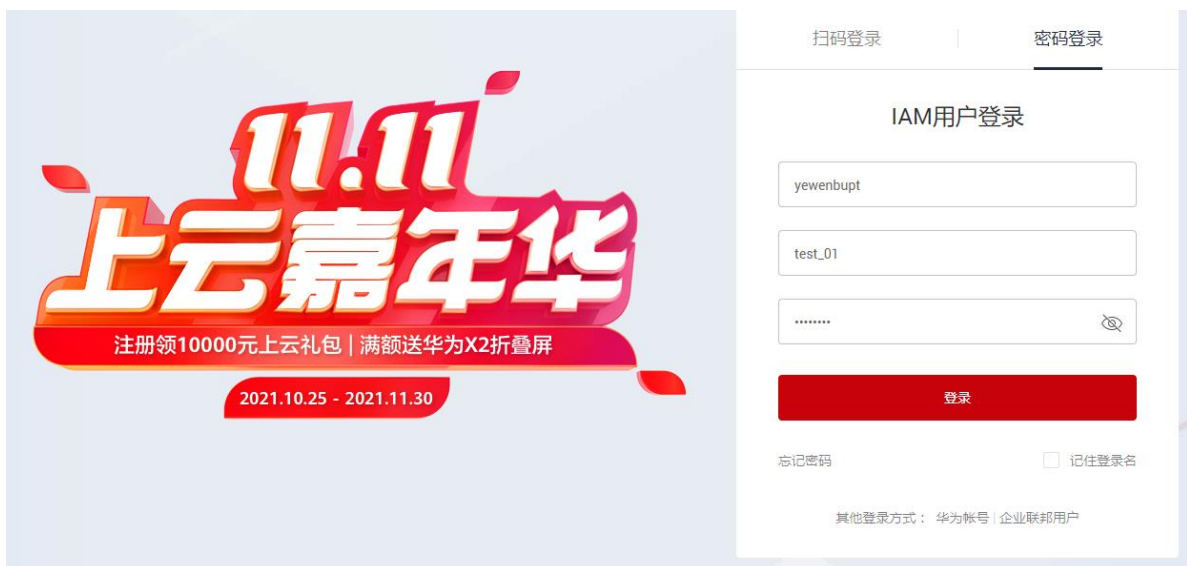 11.11
上云嘉年华
注册领10000元上云礼包 | 满额送华为X2折叠屏
2021.10.25 - 2021.11.30
扫码登录 | 密码登录
IAM用户登录
yewenbupt
test_01
········
登录
忘记密码 记住登录名
其他登录方式： 华为帐号 | 企业联邦用户